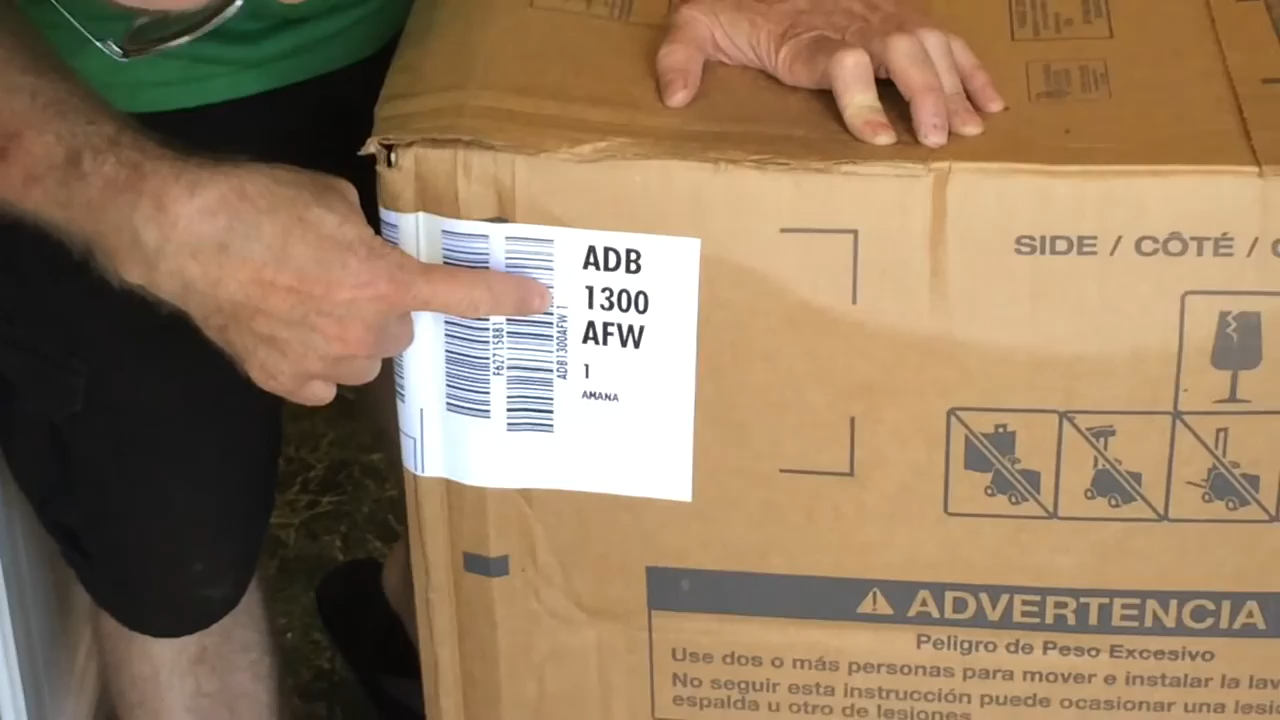 ADB
1300
AFW
1
AMANA
F62715881
ADB1300AFW 1
SIDE / CÔTÉ /
ADVERTENCIA
Peligro de Peso Excesivo
Use dos o más personas para mover e instalar la
No seguir esta instrucción puede ocasionar una
espalda u otro de lesiones.